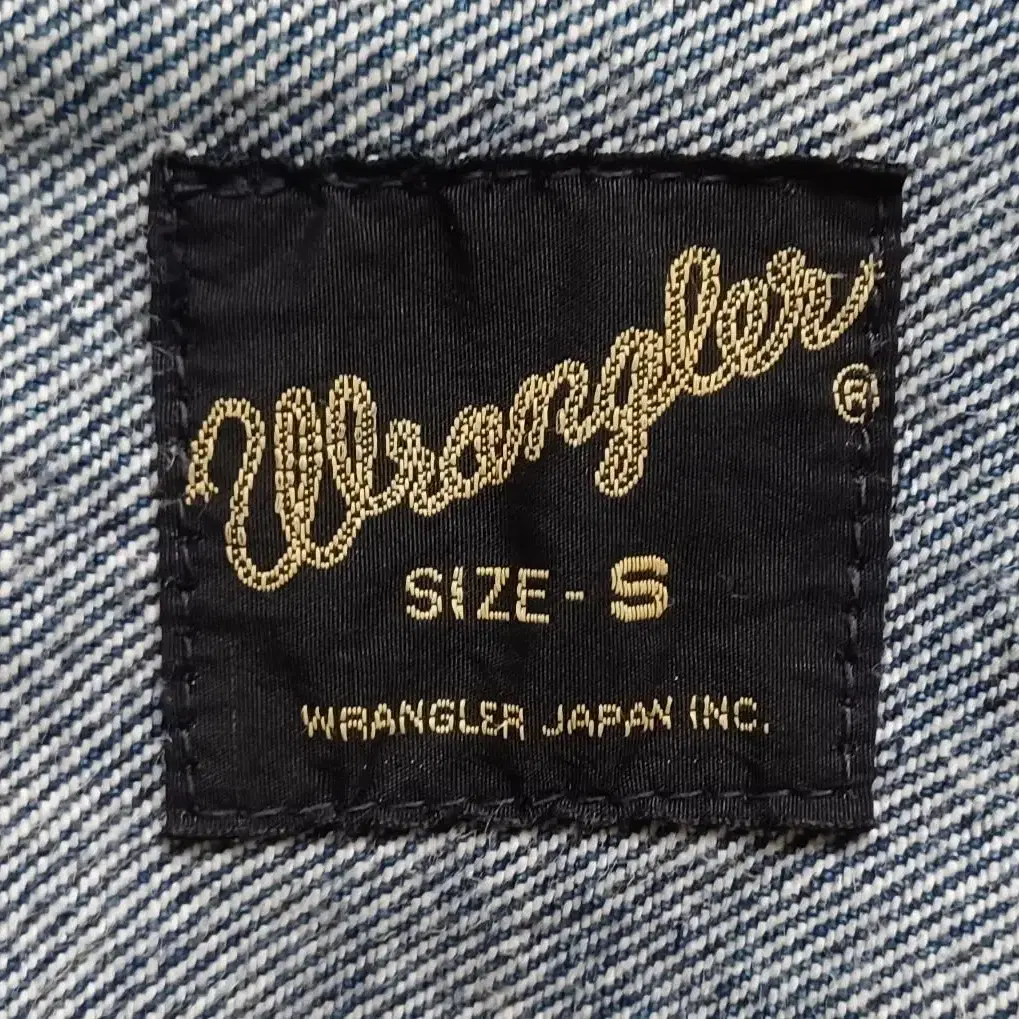 Wrangler
®
SIZE-S
WRANGLER JAPAN INC.